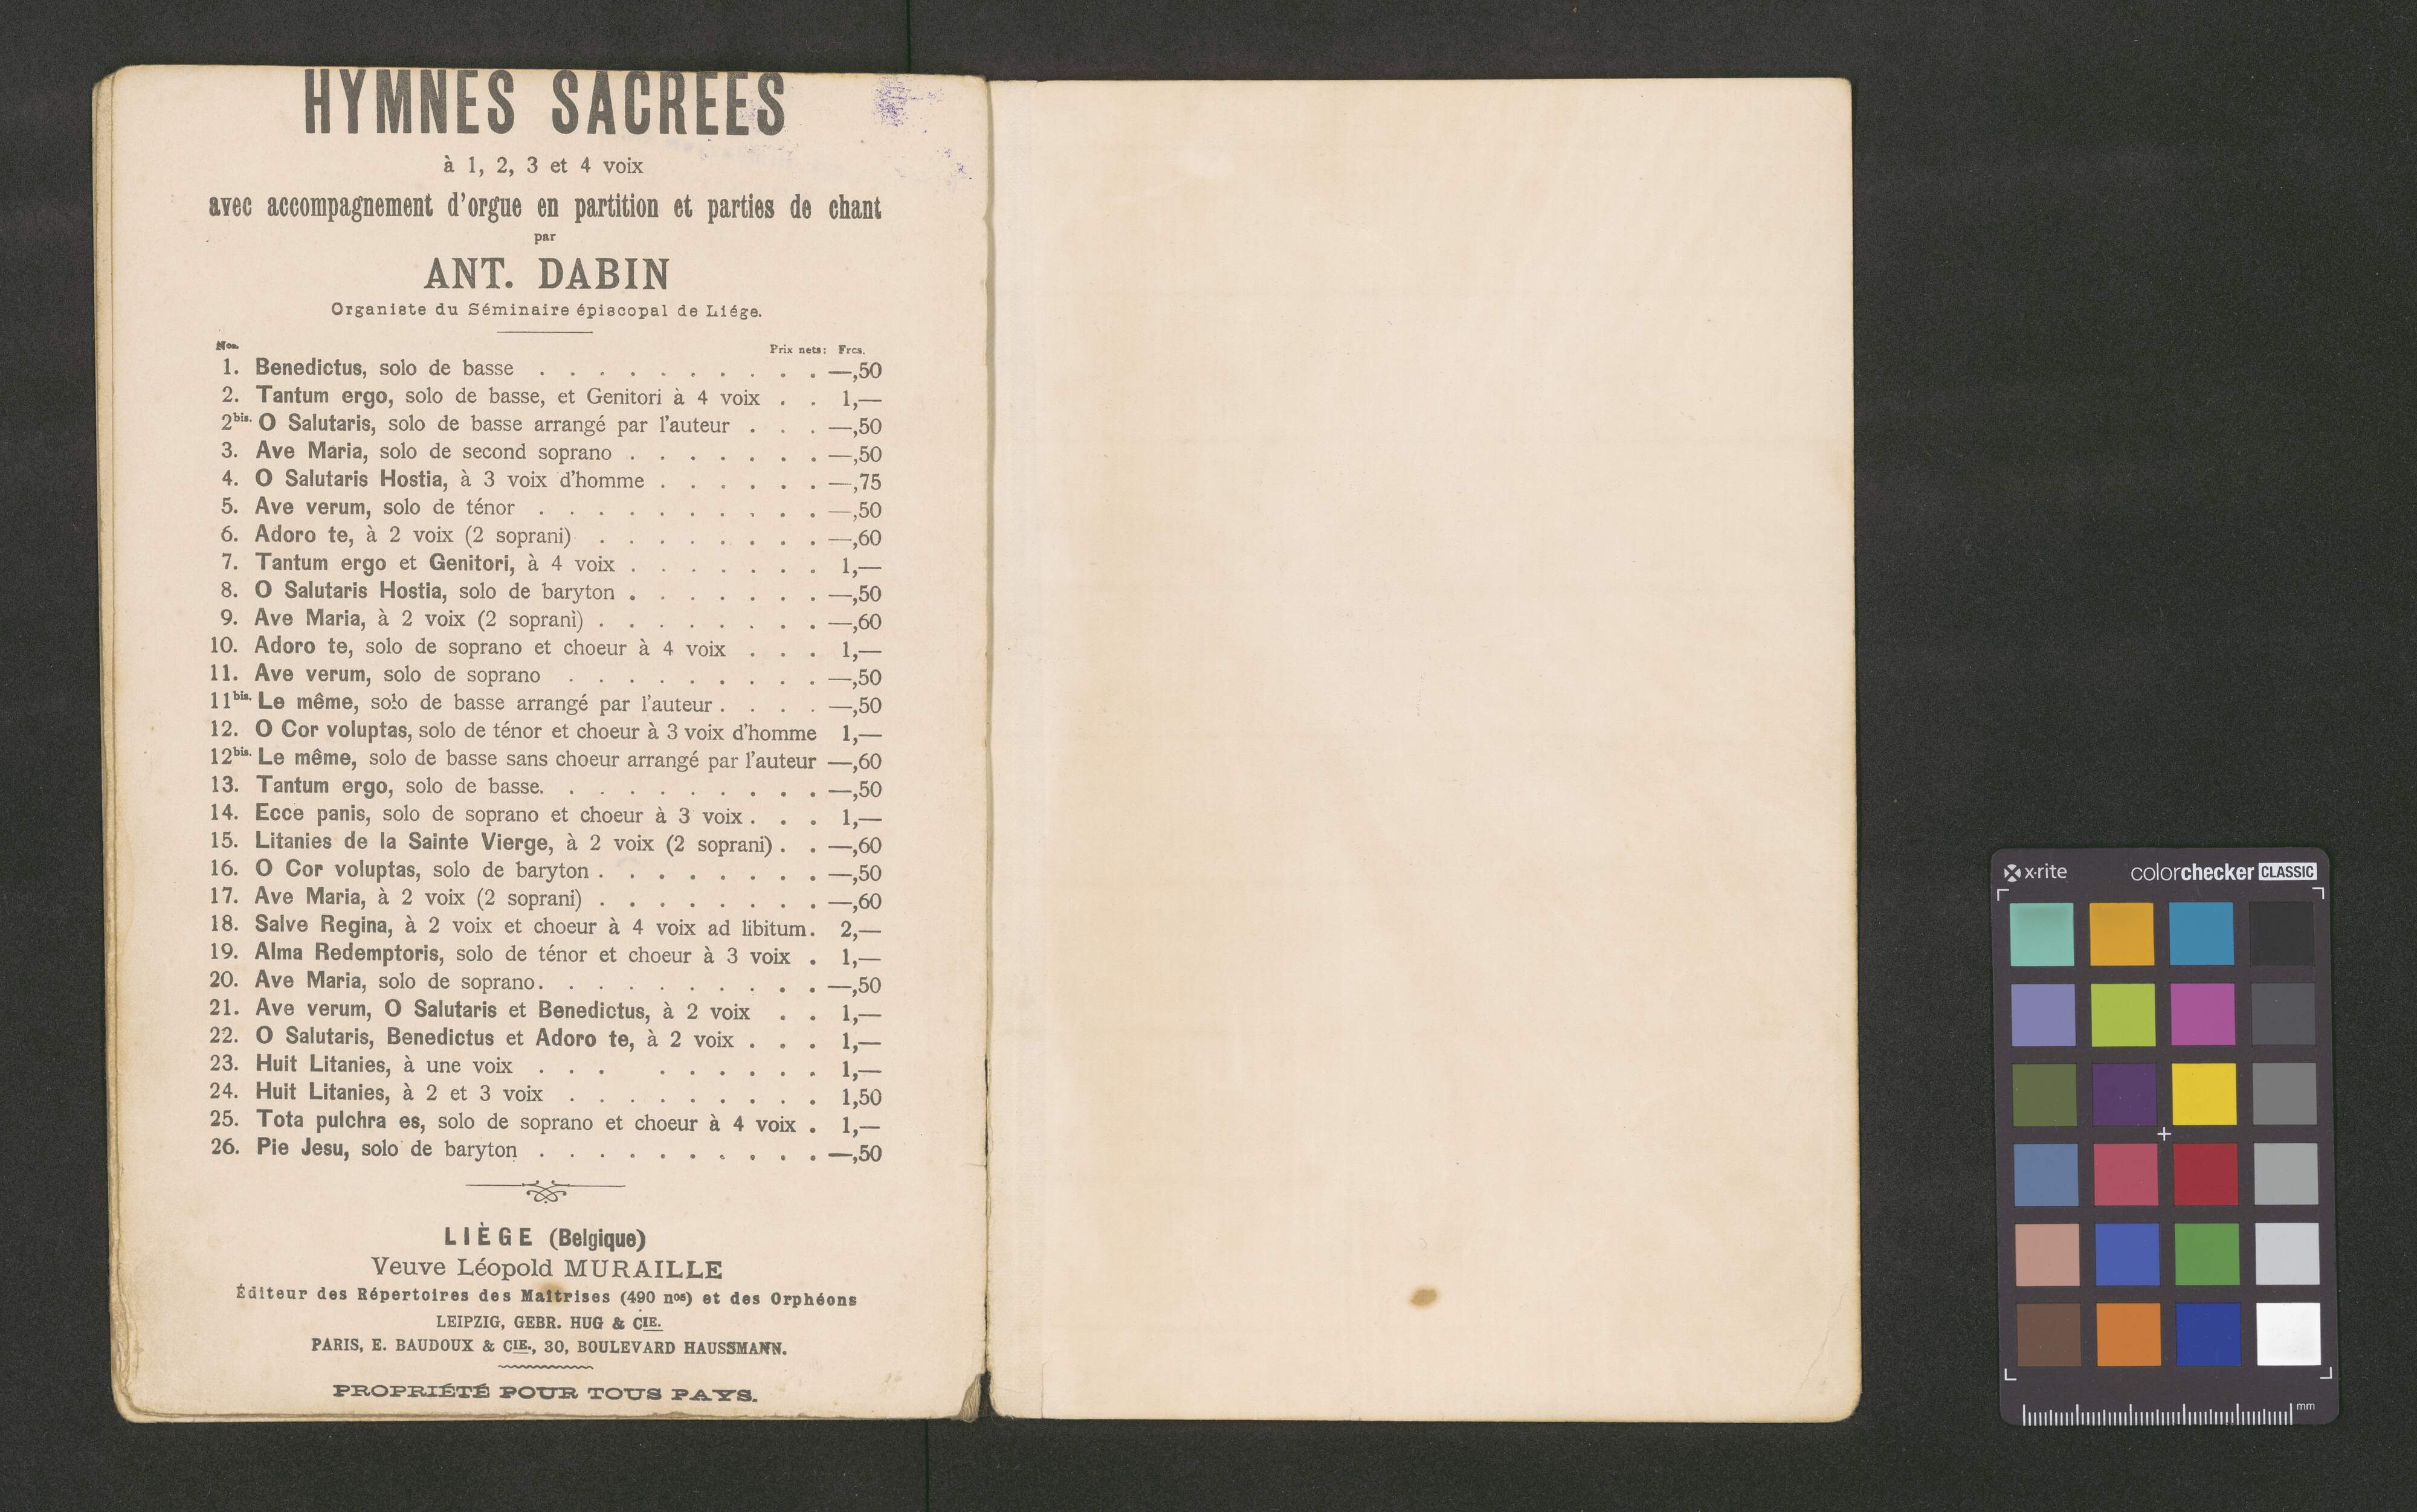 HYMNES SACRÉES
à 1, 2, 3 et 4 voix
avec accompagnement d'orgue en partition et parties de chant
par
ANT. DABIN
Organiste du Séminaire épiscopal de Liége.
Nos. Prix nets: Frcs.
1. Benedictus, solo de basse . . . . . . . . . . —,50
2. Tantum ergo, solo de basse, et Genitori à 4 voix . . 1,—
2bis. O Salutaris, solo de basse arrangé par l'auteur . . . —,50
3. Ave Maria, solo de second soprano . . . . . . . —,50
4. O Salutaris Hostia, à 3 voix d'homme . . . . . . —,75
5. Ave verum, solo de ténor . . . . . . . . . . —,50
6. Adoro te, à 2 voix (2 soprani) . . . . . . . . —,60
7. Tantum ergo et Genitori, à 4 voix . . . . . . . 1,—
8. O Salutaris Hostia, solo de baryton . . . . . . . —,50
9. Ave Maria, à 2 voix (2 soprani) . . . . . . . . —,60
10. Adoro te, solo de soprano et choeur à 4 voix . . . 1,—
11. Ave verum, solo de soprano . . . . . . . . . —,50
11bis. Le même, solo de basse arrangé par l'auteur . . . . —,50
12. O Cor voluptas, solo de ténor et choeur à 3 voix d'homme 1,—
12bis. Le même, solo de basse sans choeur arrangé par l'auteur —,60
13. Tantum ergo, solo de basse. . . . . . . . . . —,50
14. Ecce panis, solo de soprano et choeur à 3 voix . . . 1,—
15. Litanies de la Sainte Vierge, à 2 voix (2 soprani) . . —,60
16. O Cor voluptas, solo de baryton . . . . . . . . —,50
17. Ave Maria, à 2 voix (2 soprani) . . . . . . . . —,60
18. Salve Regina, à 2 voix et choeur à 4 voix ad libitum. 2,—
19. Alma Redemptoris, solo de ténor et choeur à 3 voix . 1,—
20. Ave Maria, solo de soprano. . . . . . . . . . —,50
21. Ave verum, O Salutaris et Benedictus, à 2 voix . . 1,—
22. O Salutaris, Benedictus et Adoro te, à 2 voix . . . 1,—
23. Huit Litanies, à une voix . . . . . . . . . 1,—
24. Huit Litanies, à 2 et 3 voix . . . . . . . . . 1,50
25. Tota pulchra es, solo de soprano et choeur à 4 voix . 1,—
26. Pie Jesu, solo de baryton . . . . . . . . . . —,50
LIÈGE (Belgique)
Veuve Léopold MURAILLE
Éditeur des Répertoires des Maîtrises (490 nos) et des Orphéons
LEIPZIG, GEBR. HUG & CIE.
PARIS, E. BAUDOUX & CIE., 30, BOULEVARD HAUSSMANN.
PROPRIÉTÉ POUR TOUS PAYS.
x·rite colorchecker CLASSIC
mm